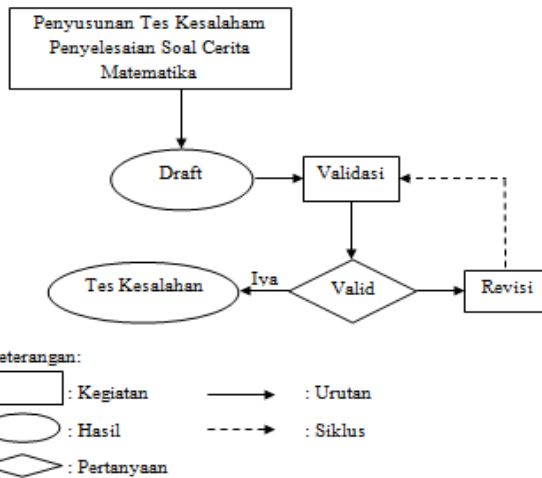 Penyusunan Tes Kesalaham
Penyelesaian Soal Cerita
Matematika
Draft
Validasi
Tes Kesalahan
Iya
Valid
Revisi
eterangan:
: Kegiatan
: Urutan
: Hasil
: Siklus
: Pertanyaan